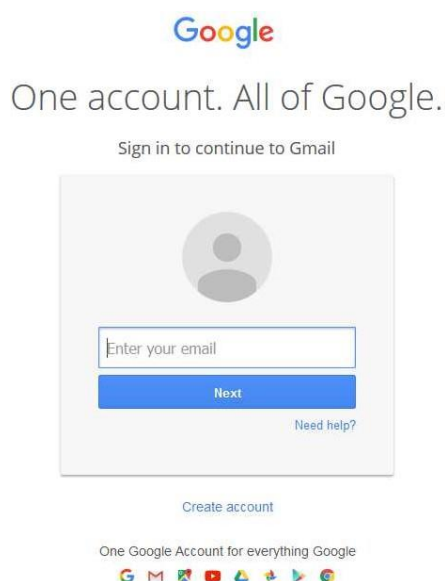 Google
One account. All of Google.
Sign in to continue to Gmail
Enter your email
Next
Need help?
Create account
One Google Account for everything Google